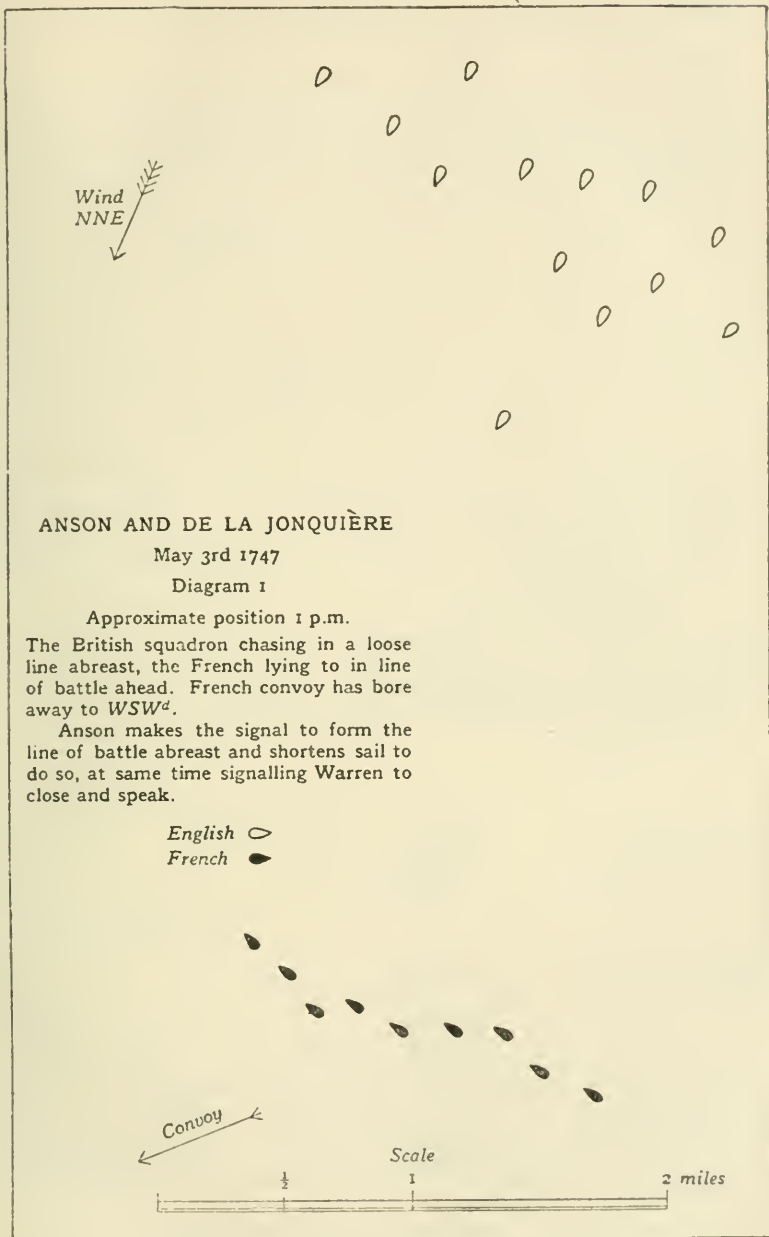 Wind
NNE
ANSON AND DE LA JONQUIÈRE
May 3rd 1747
Diagram 1
Approximate position 1 p.m.
The British squadron chasing in a loose
line abreast, the French lying to in line
of battle ahead. French convoy has bore
away to WSWd.
Anson makes the signal to form the
line of battle abreast and shortens sail to
do so, at same time signalling Warren to
close and speak.
English
French
Convoy
Scale
½ 1 2 miles